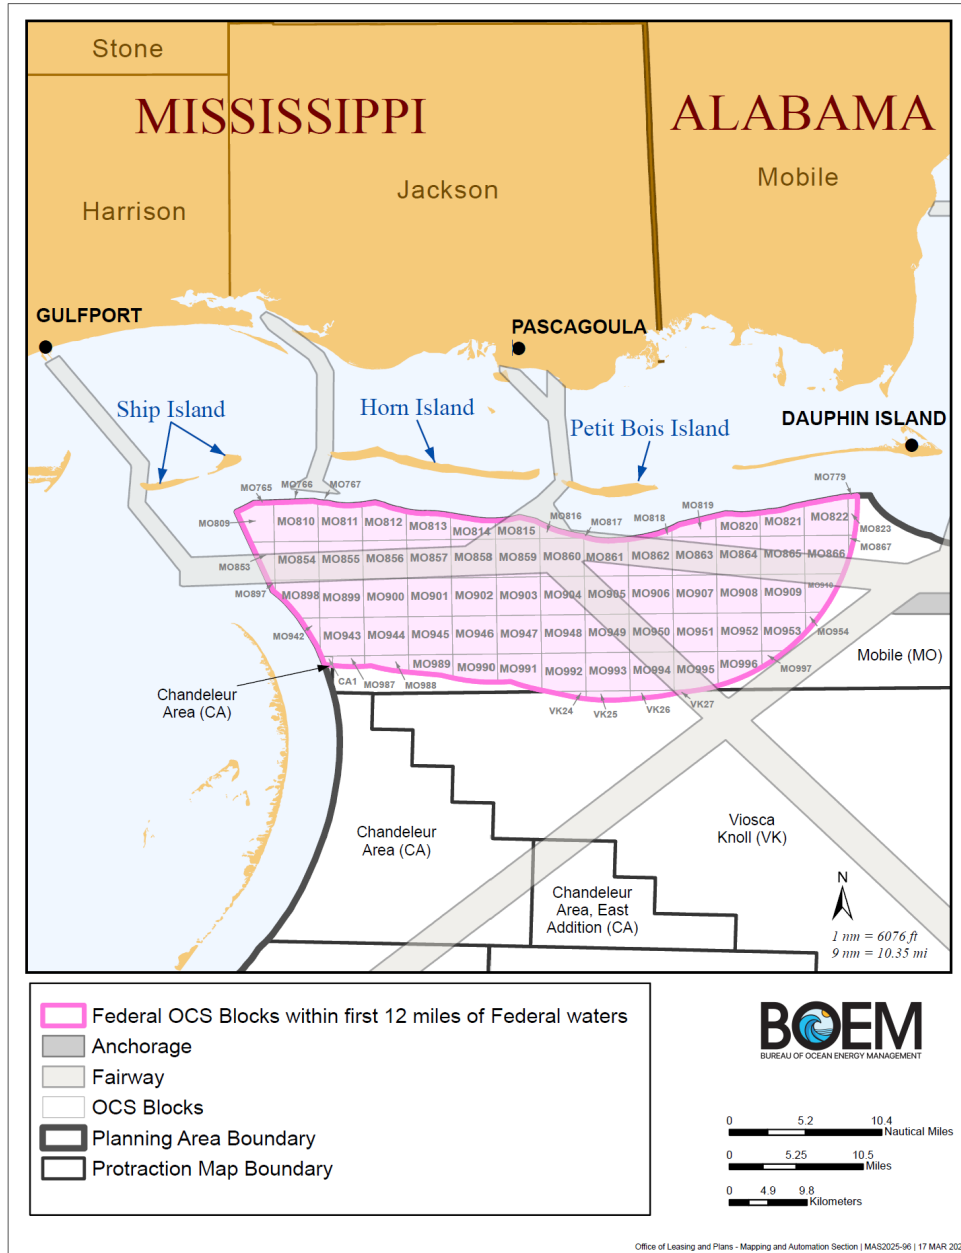 Stone
MISSISSIPPI
ALABAMA
Mobile
Jackson
Harrison
GULFPORT
PASCAGOULA
Ship Island
Horn Island
Petit Bois Island
DAUPHIN ISLAND
MO765
MO766
MO767
MO779
MO809
MO810
MO811
MO812
MO813
MO814
MO815
MO816
MO817
MO818
MO819
MO820
MO821
MO822
MO823
MO853
MO854
MO855
MO856
MO857
MO858
MO859
MO860
MO861
MO862
MO863
MO864
MO865
MO866
MO867
MO897
MO898
MO899
MO900
MO901
MO902
MO903
MO904
MO905
MO906
MO907
MO908
MO909
MO910
MO942
MO943
MO944
MO945
MO946
MO947
MO948
MO949
MO950
MO951
MO952
MO953
MO954
CA1
MO987
MO988
MO989
MO990
MO991
MO992
MO993
MO994
MO995
MO996
MO997
VK24
VK25
VK26
VK27
Mobile (MO)
Chandeleur
Area (CA)
Chandeleur
Area (CA)
Viosca
Knoll (VK)
Chandeleur
Area, East
Addition (CA)
N
1 nm = 6076 ft
9 nm = 10.35 mi
Federal OCS Blocks within first 12 miles of Federal waters
Anchorage
Fairway
OCS Blocks
Planning Area Boundary
Protraction Map Boundary
BOEM
BUREAU OF OCEAN ENERGY MANAGEMENT
0 5.2 10.4
Nautical Miles
0 5.25 10.5
Miles
0 4.9 9.8
Kilometers
Office of Leasing and Plans - Mapping and Automation Section | MAS2025-96 | 17 MAR 202